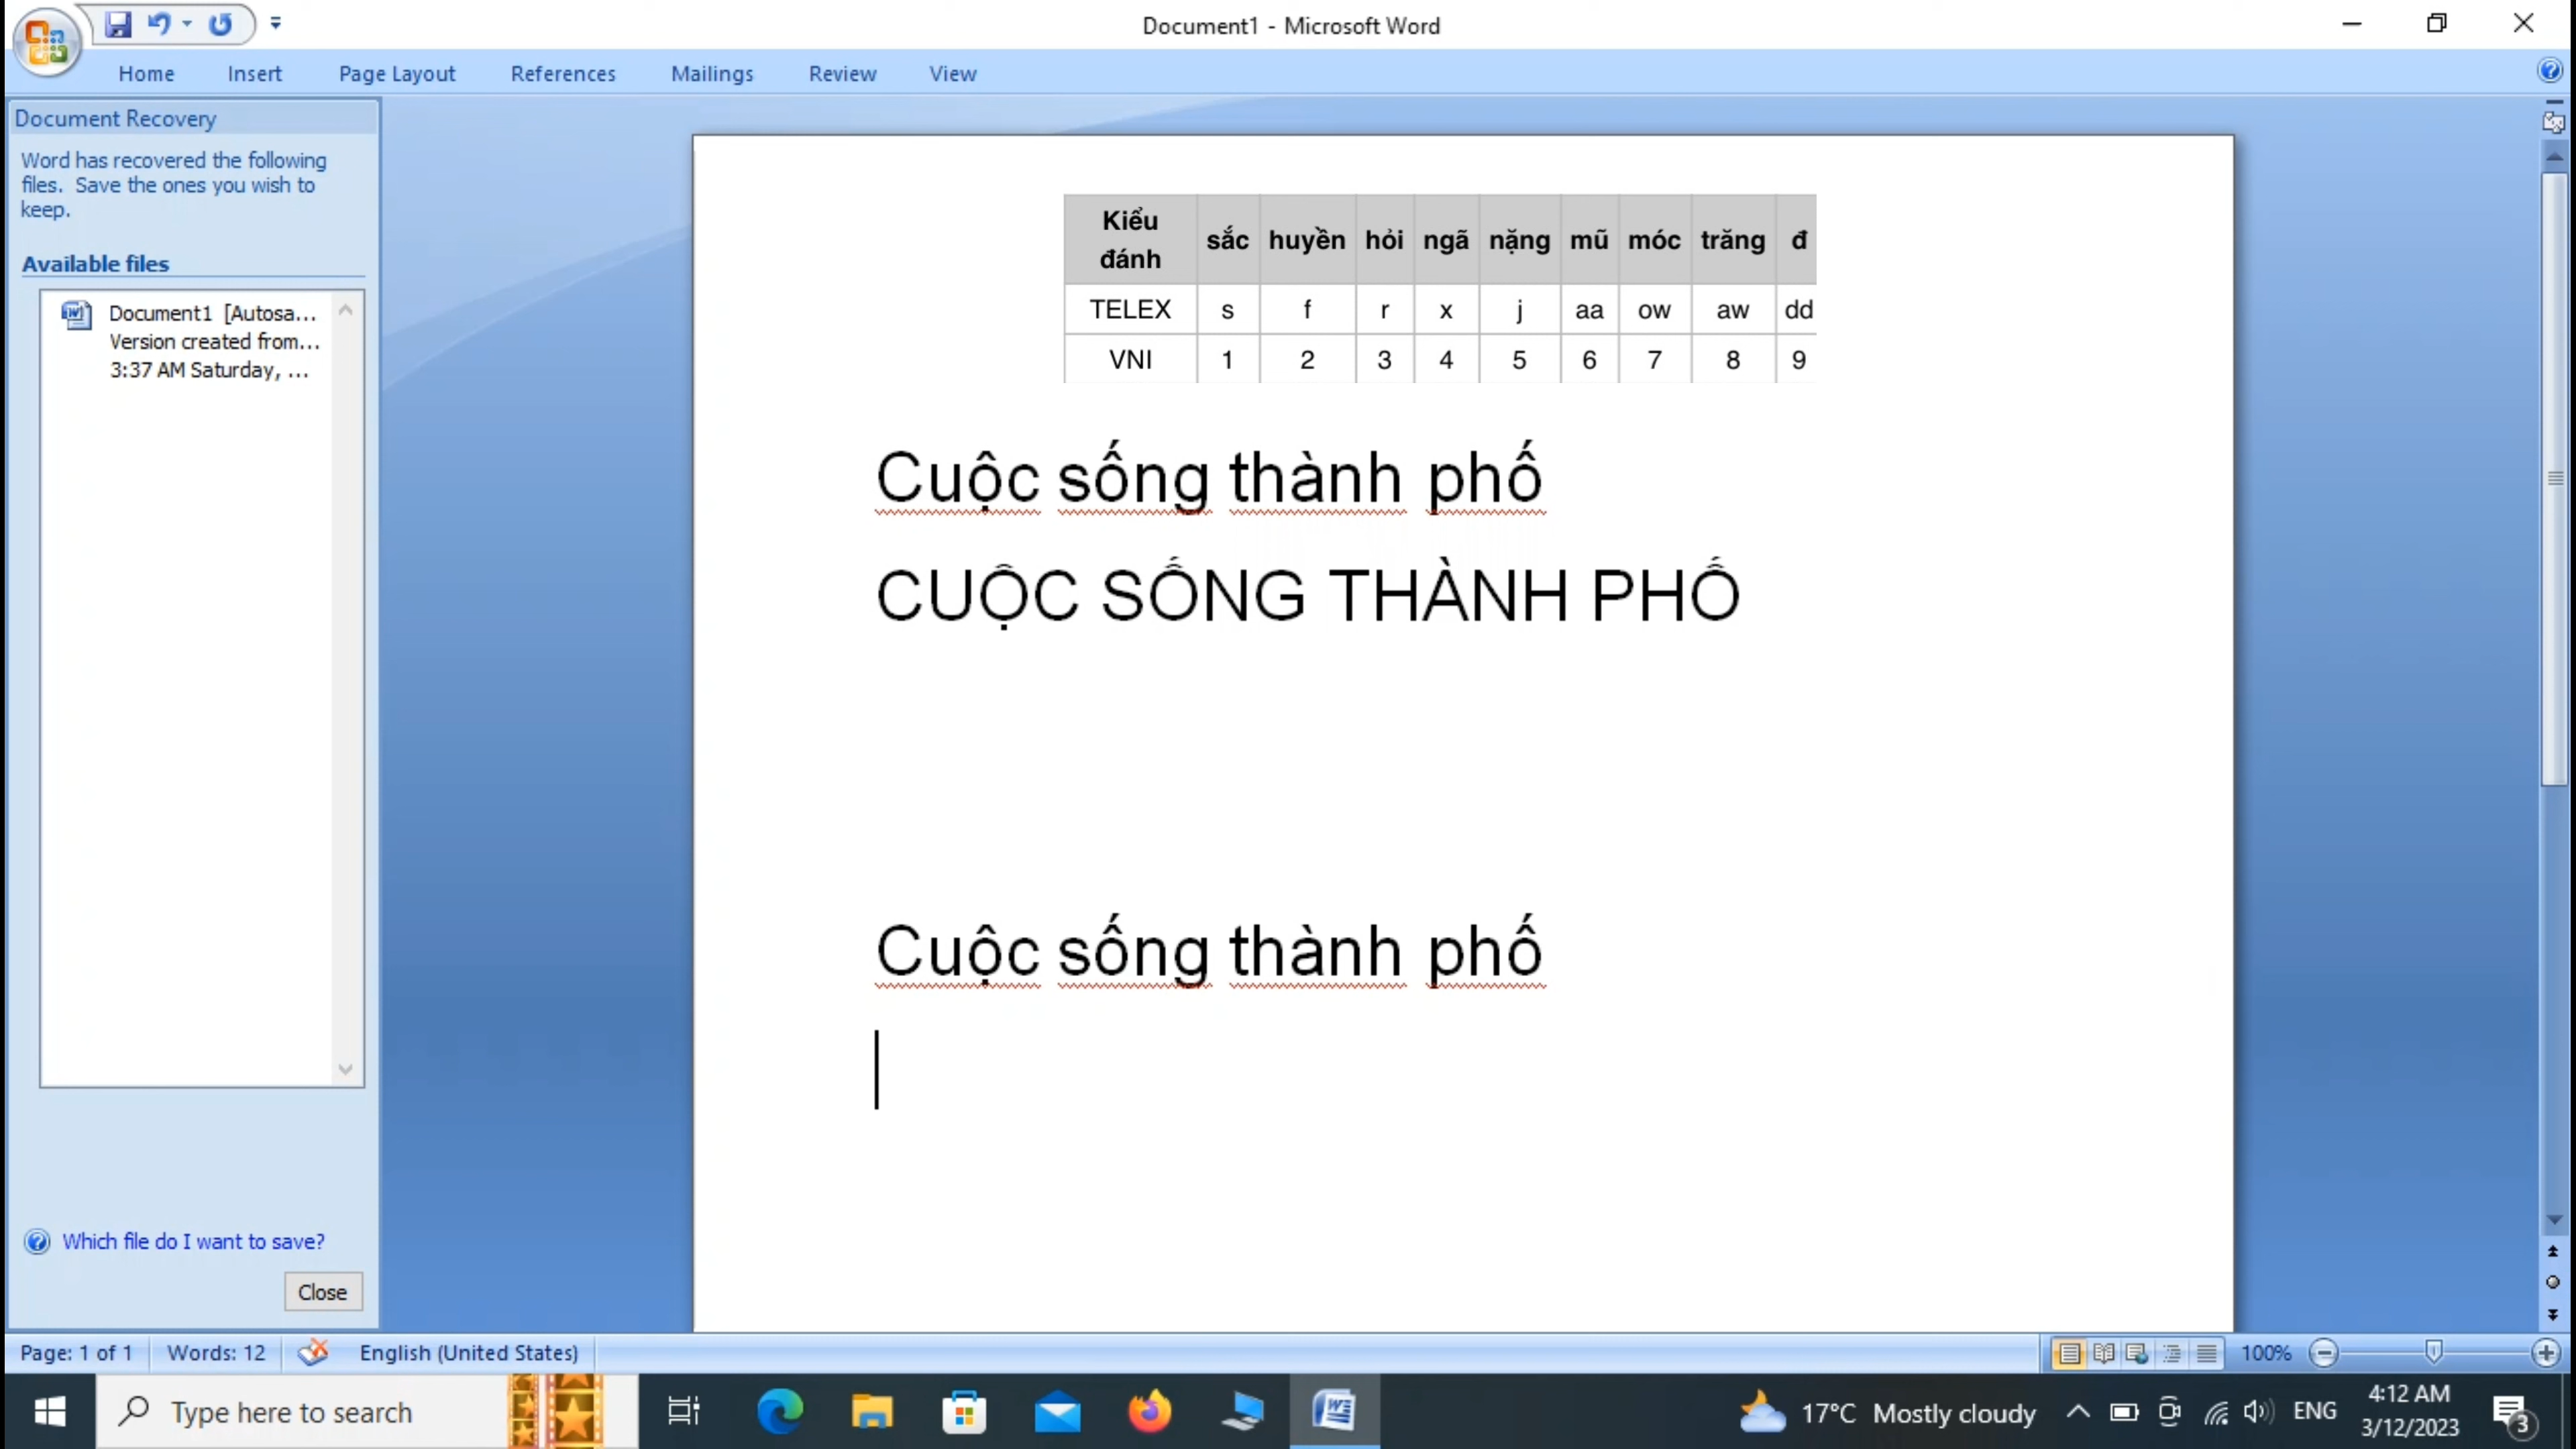 Document1 - Microsoft Word
Home Insert Page Layout References Mailings Review View
Document Recovery
Word has recovered the following
files. Save the ones you wish to
keep.
Available files
Document1 [Autosa...
Version created from...
3:37 AM Saturday, ...
Which file do I want to save?
Close
Kiểu đánh sắc huyền hỏi ngã nặng mũ móc trăng đ
TELEX s f r x j aa ow aw dd
VNI 1 2 3 4 5 6 7 8 9
Cuộc sống thành phố
CUỘC SỐNG THÀNH PHỐ
Cuộc sống thành phố
Page: 1 of 1 Words: 12 English (United States) 100%
Type here to search 17°C Mostly cloudy ENG 4:12 AM
3/12/2023 3